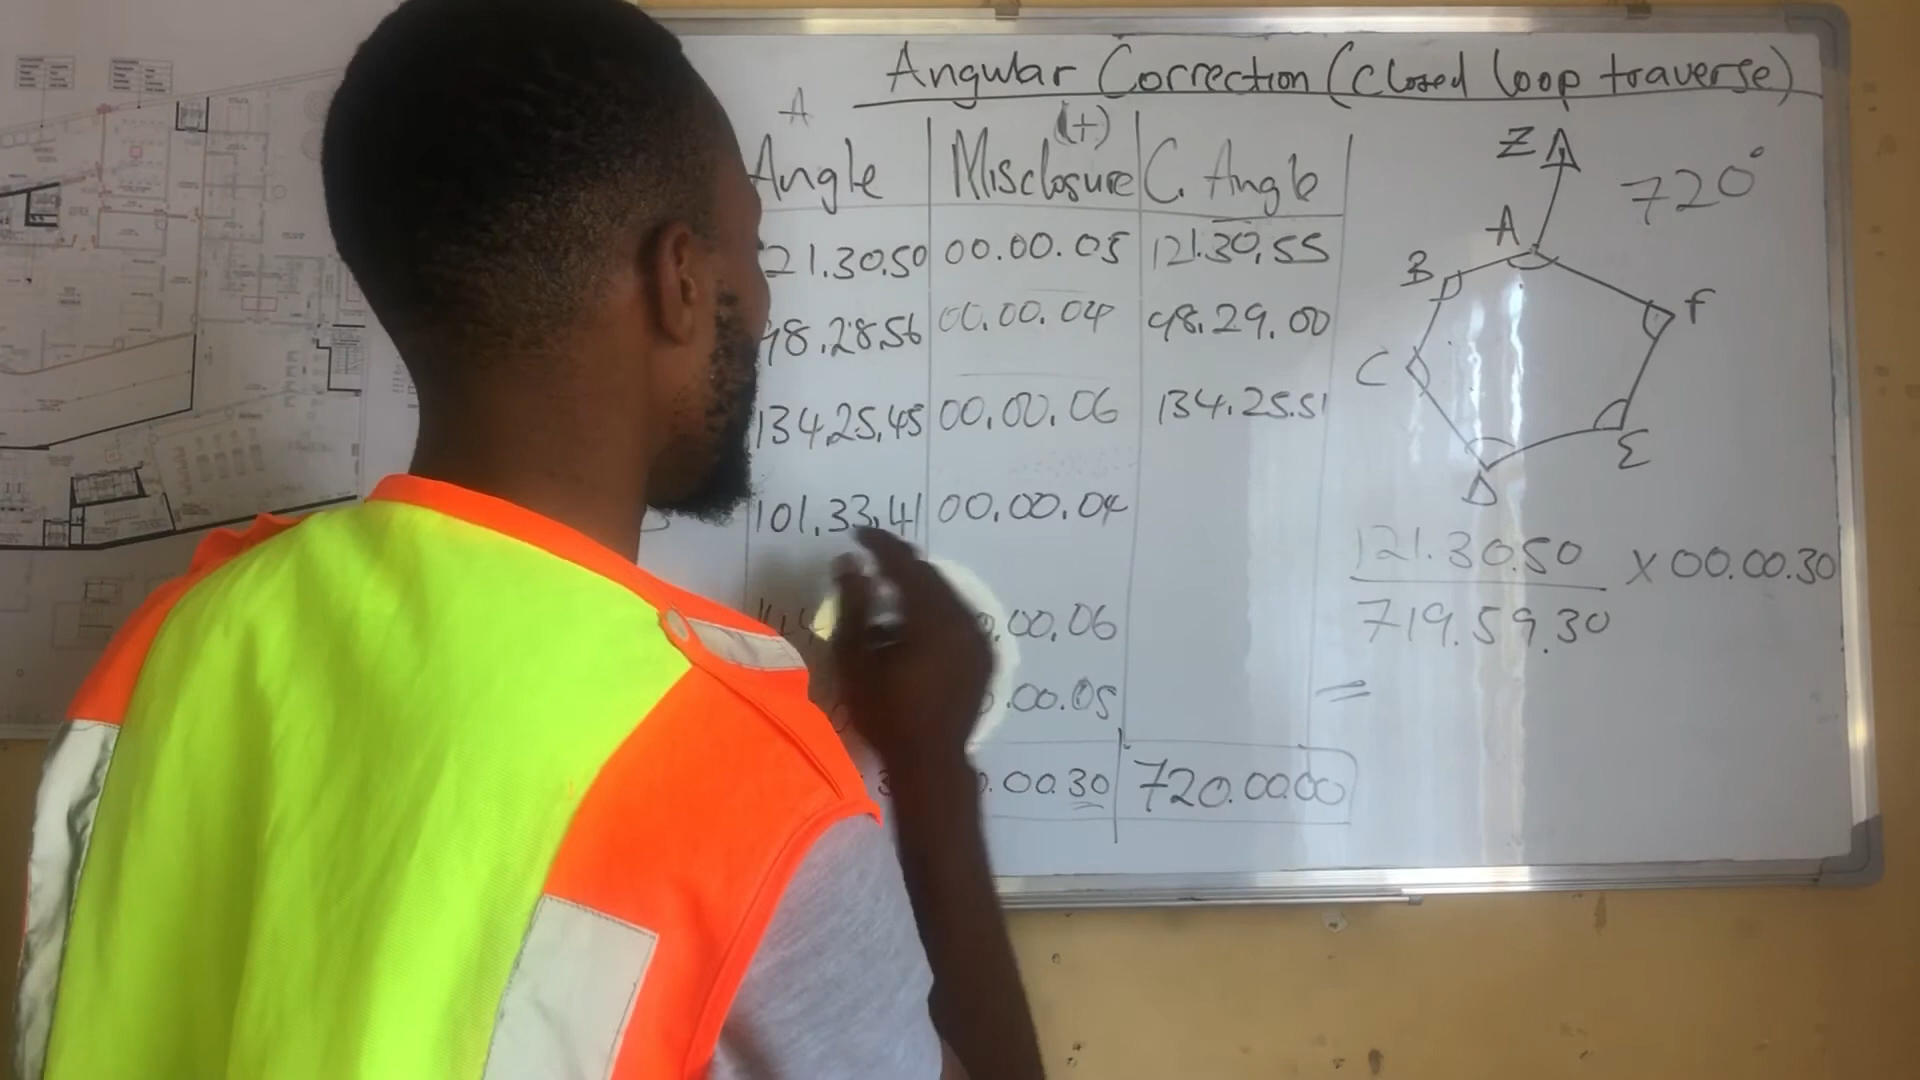 Angular Correction (Closed loop traverse)
A
Angle Misclosure (+) C. Angle
21.30.50 00.00.05 121.30.55
98.28.56 00.00.04 98.29.00
134.25.45 00.00.06 134.25.51
101.33.41 00.00.04
.00.06
.00.05
.00.30 720.00.00
Z
A
720°
B
F
C
E
D
121.30.50 x 00.00.30
719.59.30
=